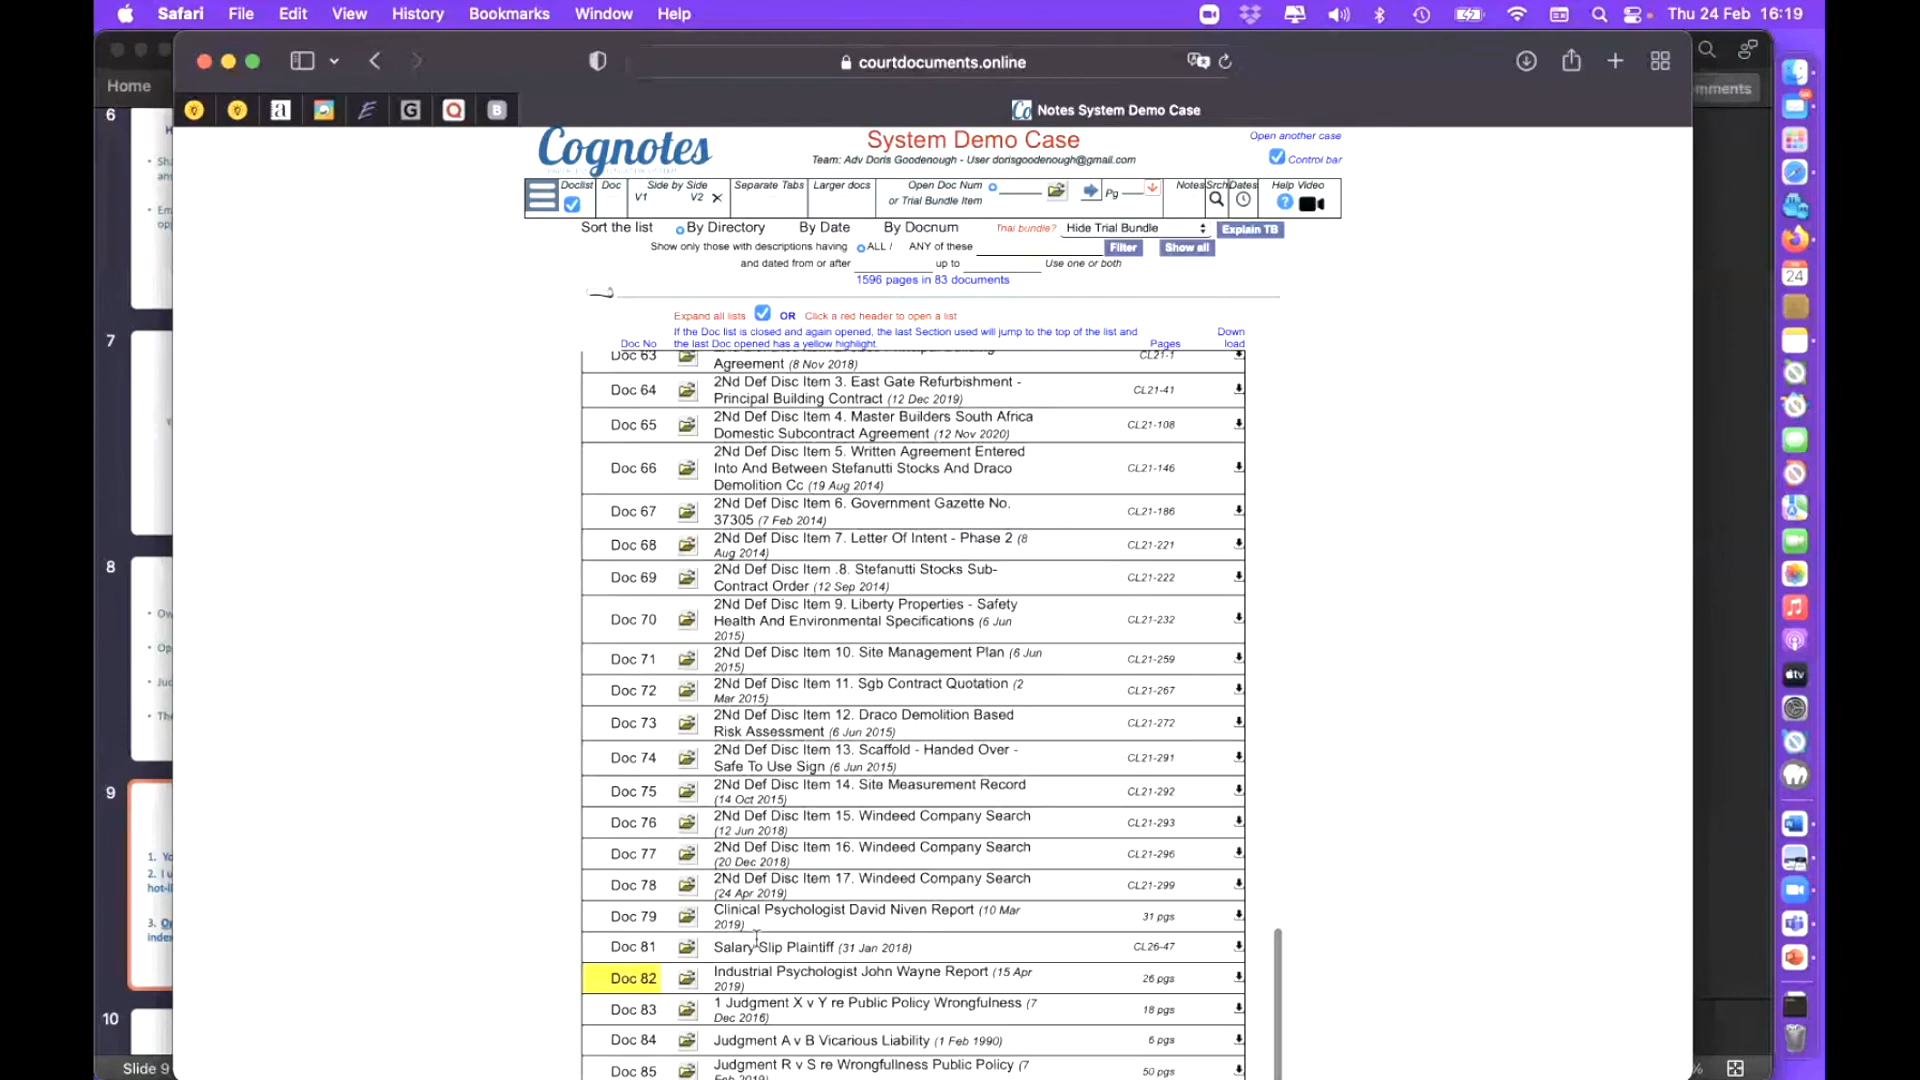 Safari File Edit View History Bookmarks Window Help Thu 24 Feb 16:19
courtdocuments.online
Home
mments
Notes System Demo Case
6
7
8
9
10
Slide 9
24
tv
Cognotes
System Demo Case
Team: Adv Doris Goodenough - User dorisgoodenough@gmail.com
Open another case
Control bar
Doclist Doc Side by Side Separate Tabs Larger docs Open Doc Num Pg Notes Srch Dates Help Video
V1 V2 or Trial Bundle Item
Sort the list By Directory By Date By Docnum Trial bundle? Hide Trial Bundle Explain TB
Show only those with descriptions having ALL / ANY of these Filter Show all
and dated from or after up to Use one or both
1596 pages in 83 documents
Expand all lists OR Click a red header to open a list
If the Doc list is closed and again opened, the last Section used will jump to the top of the list and
the last Doc opened has a yellow highlight.
Doc No Pages Down load
Doc 63 CL21-1
Agreement (8 Nov 2018)
Doc 64 2Nd Def Disc Item 3. East Gate Refurbishment - CL21-41
Principal Building Contract (12 Dec 2019)
Doc 65 2Nd Def Disc Item 4. Master Builders South Africa CL21-108
Domestic Subcontract Agreement (12 Nov 2020)
Doc 66 2Nd Def Disc Item 5. Written Agreement Entered CL21-146
Into And Between Stefanutti Stocks And Draco
Demolition Cc (19 Aug 2014)
Doc 67 2Nd Def Disc Item 6. Government Gazette No. CL21-186
37305 (7 Feb 2014)
Doc 68 2Nd Def Disc Item 7. Letter Of Intent - Phase 2 (8 CL21-221
Aug 2014)
Doc 69 2Nd Def Disc Item .8. Stefanutti Stocks Sub- CL21-222
Contract Order (12 Sep 2014)
Doc 70 2Nd Def Disc Item 9. Liberty Properties - Safety CL21-232
Health And Environmental Specifications (6 Jun
2015)
Doc 71 2Nd Def Disc Item 10. Site Management Plan (6 Jun CL21-259
2015)
Doc 72 2Nd Def Disc Item 11. Sgb Contract Quotation (2 CL21-267
Mar 2015)
Doc 73 2Nd Def Disc Item 12. Draco Demolition Based CL21-272
Risk Assessment (6 Jun 2015)
Doc 74 2Nd Def Disc Item 13. Scaffold - Handed Over - CL21-291
Safe To Use Sign (6 Jun 2015)
Doc 75 2Nd Def Disc Item 14. Site Measurement Record CL21-292
(14 Oct 2015)
Doc 76 2Nd Def Disc Item 15. Windeed Company Search CL21-293
(12 Jun 2018)
Doc 77 2Nd Def Disc Item 16. Windeed Company Search CL21-296
(20 Dec 2018)
Doc 78 2Nd Def Disc Item 17. Windeed Company Search CL21-299
(24 Apr 2019)
Doc 79 Clinical Psychologist David Niven Report (10 Mar 31 pgs
2019)
Doc 81 Salary Slip Plaintiff (31 Jan 2018) CL26-47
Doc 82 Industrial Psychologist John Wayne Report (15 Apr 26 pgs
2019)
Doc 83 1 Judgment X v Y re Public Policy Wrongfulness (7 18 pgs
Dec 2016)
Doc 84 Judgment A v B Vicarious Liability (1 Feb 1990) 6 pgs
Doc 85 Judgment R v S re Wrongfullness Public Policy (7 50 pgs